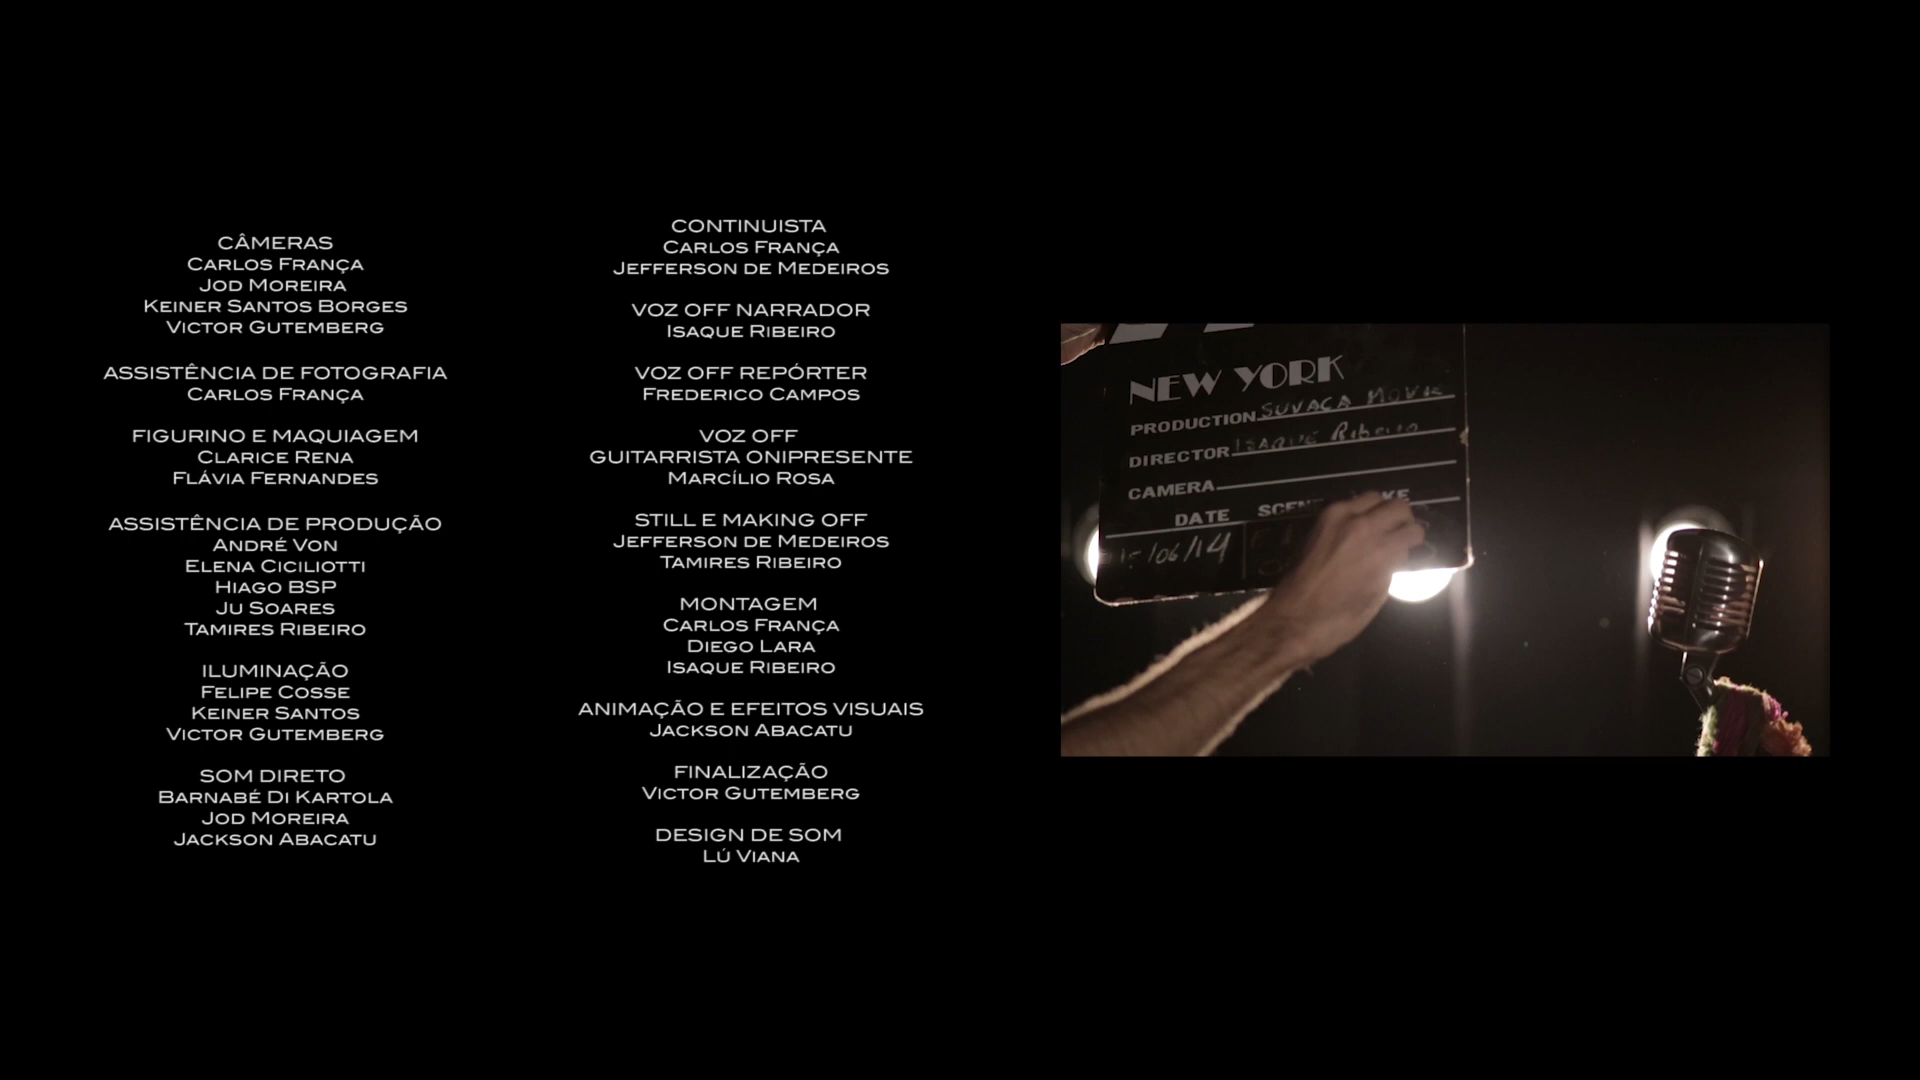 CÂMERAS
CARLOS FRANÇA
JOD MOREIRA
KEINER SANTOS BORGES
VICTOR GUTEMBERG
ASSISTÊNCIA DE FOTOGRAFIA
CARLOS FRANÇA
FIGURINO E MAQUIAGEM
CLARICE RENA
FLÁVIA FERNANDES
ASSISTÊNCIA DE PRODUÇÃO
ANDRÉ VON
ELENA CICILIOTTI
HIAGO BSP
JU SOARES
TAMIRES RIBEIRO
ILUMINAÇÃO
FELIPE COSSE
KEINER SANTOS
VICTOR GUTEMBERG
SOM DIRETO
BARNABÉ DI KARTOLA
JOD MOREIRA
JACKSON ABACATU
CONTINUISTA
CARLOS FRANÇA
JEFFERSON DE MEDEIROS
VOZ OFF NARRADOR
ISAQUE RIBEIRO
VOZ OFF REPÓRTER
FREDERICO CAMPOS
VOZ OFF
GUITARRISTA ONIPRESENTE
MARCÍLIO ROSA
STILL E MAKING OFF
JEFFERSON DE MEDEIROS
TAMIRES RIBEIRO
MONTAGEM
CARLOS FRANÇA
DIEGO LARA
ISAQUE RIBEIRO
ANIMAÇÃO E EFEITOS VISUAIS
JACKSON ABACATU
FINALIZAÇÃO
VICTOR GUTEMBERG
DESIGN DE SOM
LÚ VIANA
NEW YORK
PRODUCTION SUVACA MOVIE
DIRECTOR ISAQUE Ribeiro
CAMERA
DATE